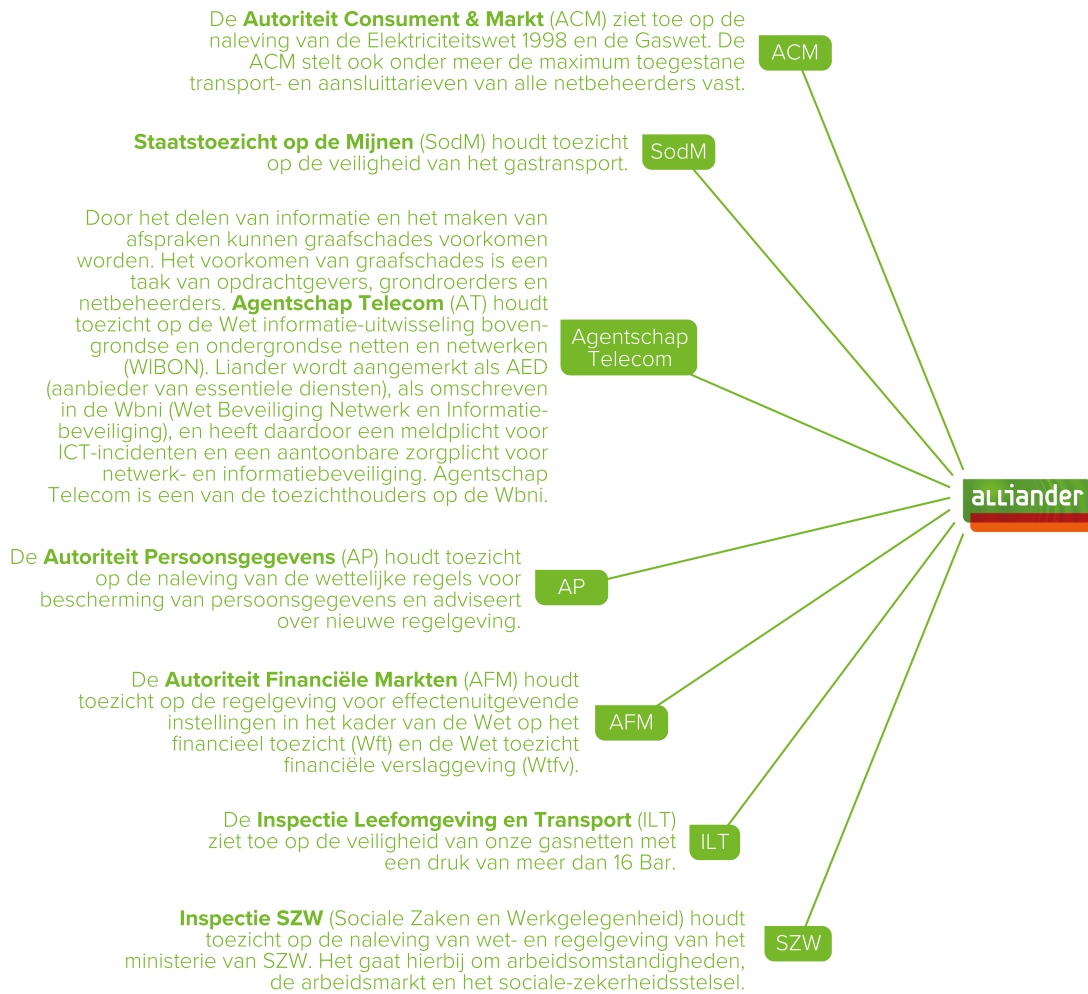 De Autoriteit Consument & Markt (ACM) ziet toe op de
naleving van de Elektriciteitswet 1998 en de Gaswet. De
ACM stelt ook onder meer de maximum toegestane
transport- en aansluittarieven van alle netbeheerders vast.
ACM
Staatstoezicht op de Mijnen (SodM) houdt toezicht
op de veiligheid van het gastransport.
SodM
Door het delen van informatie en het maken van
afspraken kunnen graafschades voorkomen
worden. Het voorkomen van graafschades is een
taak van opdrachtgevers, grondroerders en
netbeheerders. Agentschap Telecom (AT) houdt
toezicht op de Wet informatie-uitwisseling boven-
grondse en ondergrondse netten en netwerken
(WIBON). Liander wordt aangemerkt als AED
(aanbieder van essentiele diensten), als omschreven
in de Wbni (Wet Beveiliging Netwerk en Informatie-
beveiliging), en heeft daardoor een meldplicht voor
ICT-incidenten en een aantoonbare zorgplicht voor
netwerk- en informatiebeveiliging. Agentschap
Telecom is een van de toezichthouders op de Wbni.
Agentschap
Telecom
alliander
De Autoriteit Persoonsgegevens (AP) houdt toezicht
op de naleving van de wettelijke regels voor
bescherming van persoonsgegevens en adviseert
over nieuwe regelgeving.
AP
De Autoriteit Financiële Markten (AFM) houdt
toezicht op de regelgeving voor effectenuitgevende
instellingen in het kader van de Wet op het
financieel toezicht (Wft) en de Wet toezicht
financiële verslaggeving (Wtfv).
AFM
De Inspectie Leefomgeving en Transport (ILT)
ziet toe op de veiligheid van onze gasnetten met
een druk van meer dan 16 Bar.
ILT
Inspectie SZW (Sociale Zaken en Werkgelegenheid) houdt
toezicht op de naleving van wet- en regelgeving van het
ministerie van SZW. Het gaat hierbij om arbeidsomstandigheden,
de arbeidsmarkt en het sociale-zekerheidsstelsel.
SZW